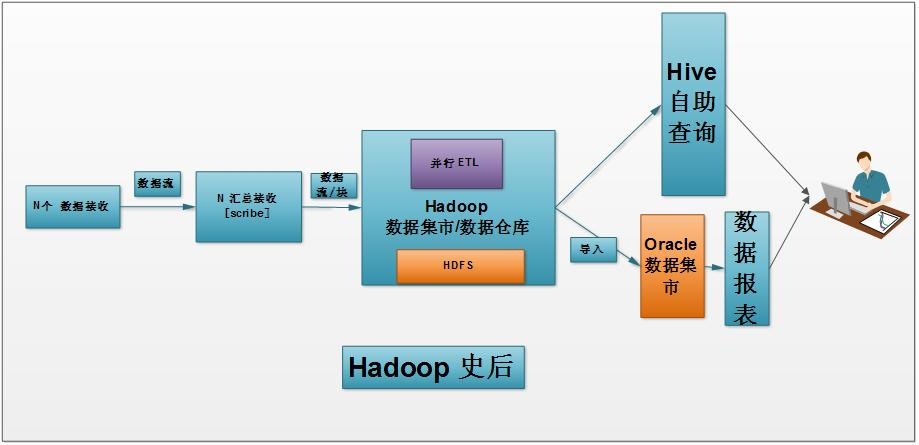 N个 数据接收
数据流
N 汇总接收
[scribe]
数据
流/块
并行 ETL
Hadoop
数据集市/数据仓库
HDFS
Hive
自助
查询
导入
Oracle
数据集
市
数
据
报
表
Hadoop 史后